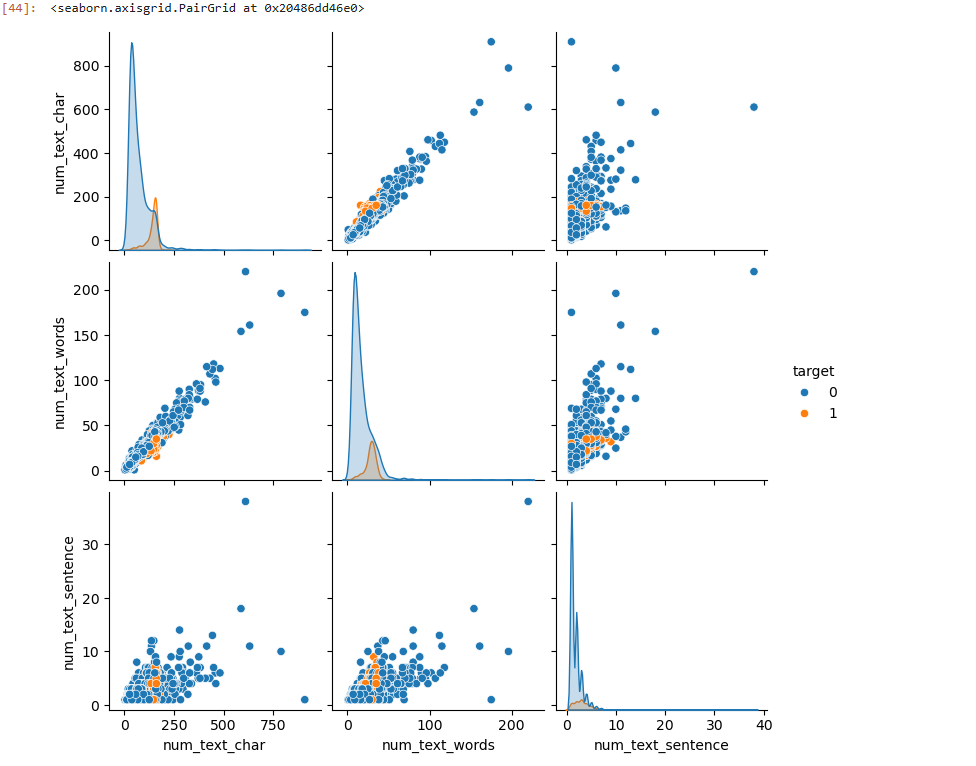 [44]: <seaborn.axisgrid.PairGrid at 0x20486dd46e0>
num_text_char
800
600
400
200
0
num_text_words
200
150
100
50
0
target
0
1
num_text_sentence
30
20
10
0
0 250 500 750
0 100 200
0 10 20 30 40
num_text_char
num_text_words
num_text_sentence